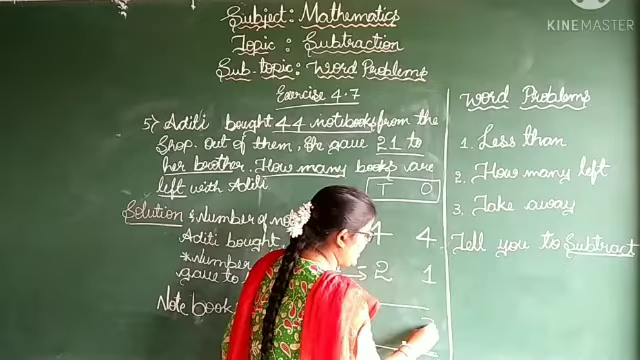 Subject: Mathematics
Topic: Subtraction
Sub-topic: Word Problems
Exercise 4.7
5) Aditi bought 44 notebooks from the
shop. Out of them, she gave 21 to
her brother. How many books are
left with Aditi
T O
Solution * Number of
Aditi bought 4 4
* Number 2 1
gave to
Note book
Word Problems
1. Less than
2. How many left
3. Take away
Tell you to Subtract
KINEMASTER